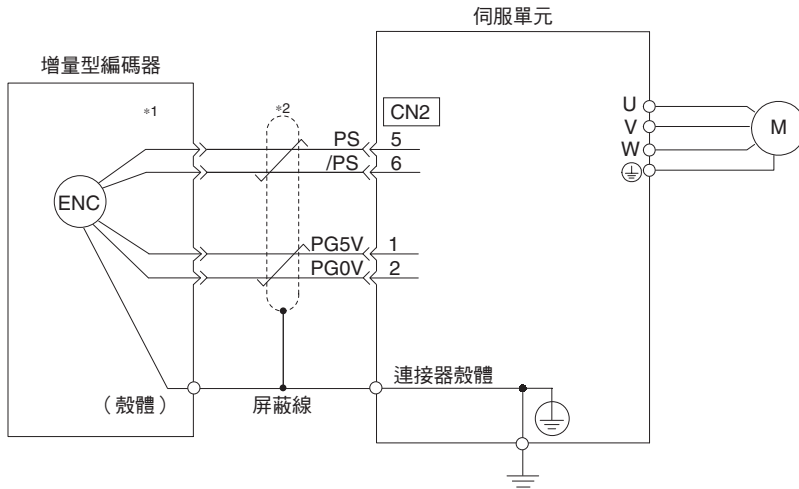 伺服單元
增量型編碼器
*1
*2
CN2
PS 5
/PS 6
ENC
PG5V 1
PG0V 2
U
V
W
M
連接器殼體
（殼體）
屏蔽線